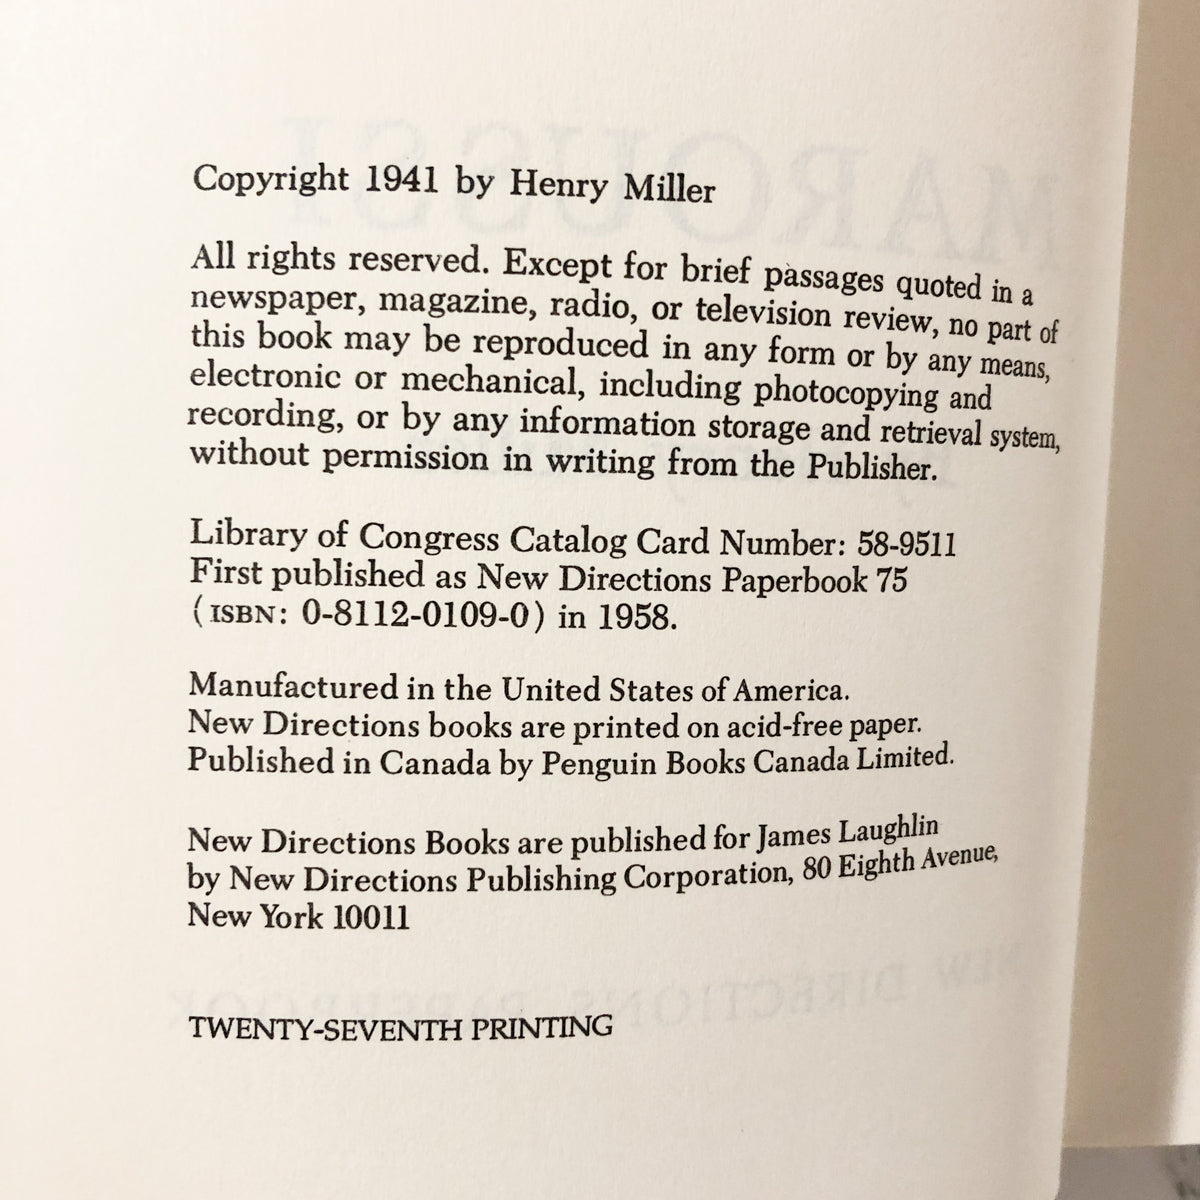 Copyright 1941 by Henry Miller
All rights reserved. Except for brief passages quoted in a
newspaper, magazine, radio, or television review, no part of
this book may be reproduced in any form or by any means,
electronic or mechanical, including photocopying and
recording, or by any information storage and retrieval system,
without permission in writing from the Publisher.
Library of Congress Catalog Card Number: 58-9511
First published as New Directions Paperbook 75
(ISBN: 0-8112-0109-0) in 1958.
Manufactured in the United States of America.
New Directions books are printed on acid-free paper.
Published in Canada by Penguin Books Canada Limited.
New Directions Books are published for James Laughlin
by New Directions Publishing Corporation, 80 Eighth Avenue,
New York 10011
TWENTY-SEVENTH PRINTING